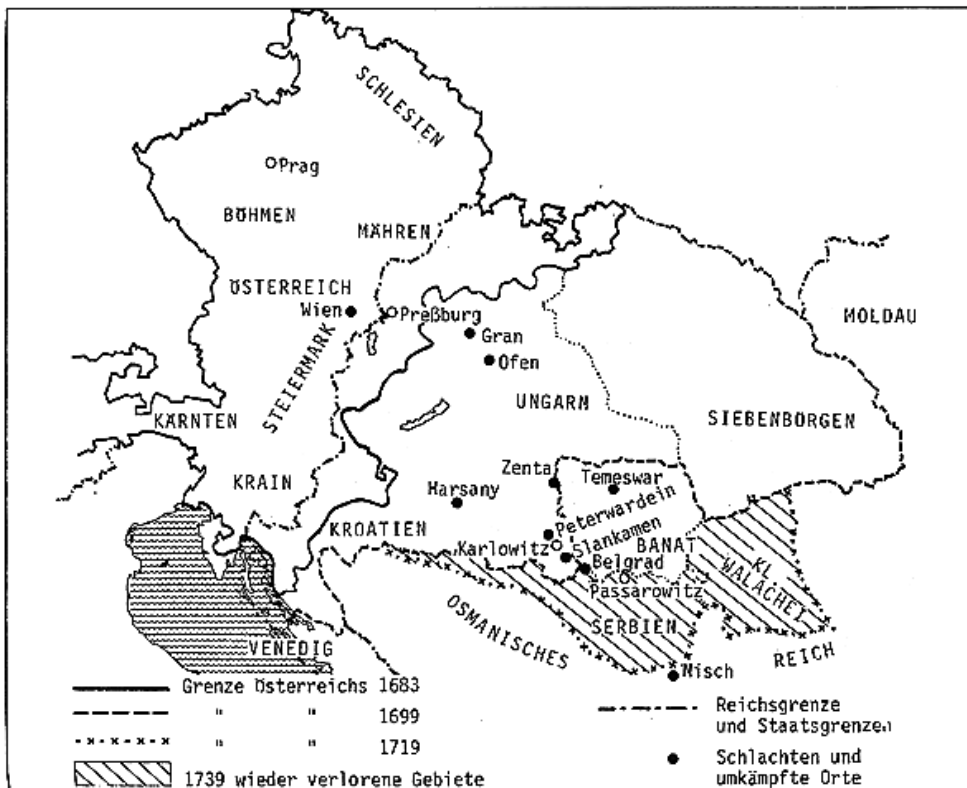 SCHLESIEN
Prag
BÖHMEN
MÄHREN
ÖSTERREICH
Wien
Preßburg
MOLDAU
Gran
Ofen
STEIERMARK
UNGARN
SIEBENBÜRGEN
KÄRNTEN
Zenta
Temeswar
KRAIN
Harsany
Peterwardein
KROATIEN
Karlowitz
Slankamen
BANAT
Belgrad
KL. WALACHEI
Passarowitz
OSMANISCHES
SERBIEN
VENEDIG
REICH
Nisch
Grenze Österreichs 1683
" " 1699
" " 1719
1739 wieder verlorene Gebiete
Reichsgrenze
und Staatsgrenzen
Schlachten und
umkämpfte Orte